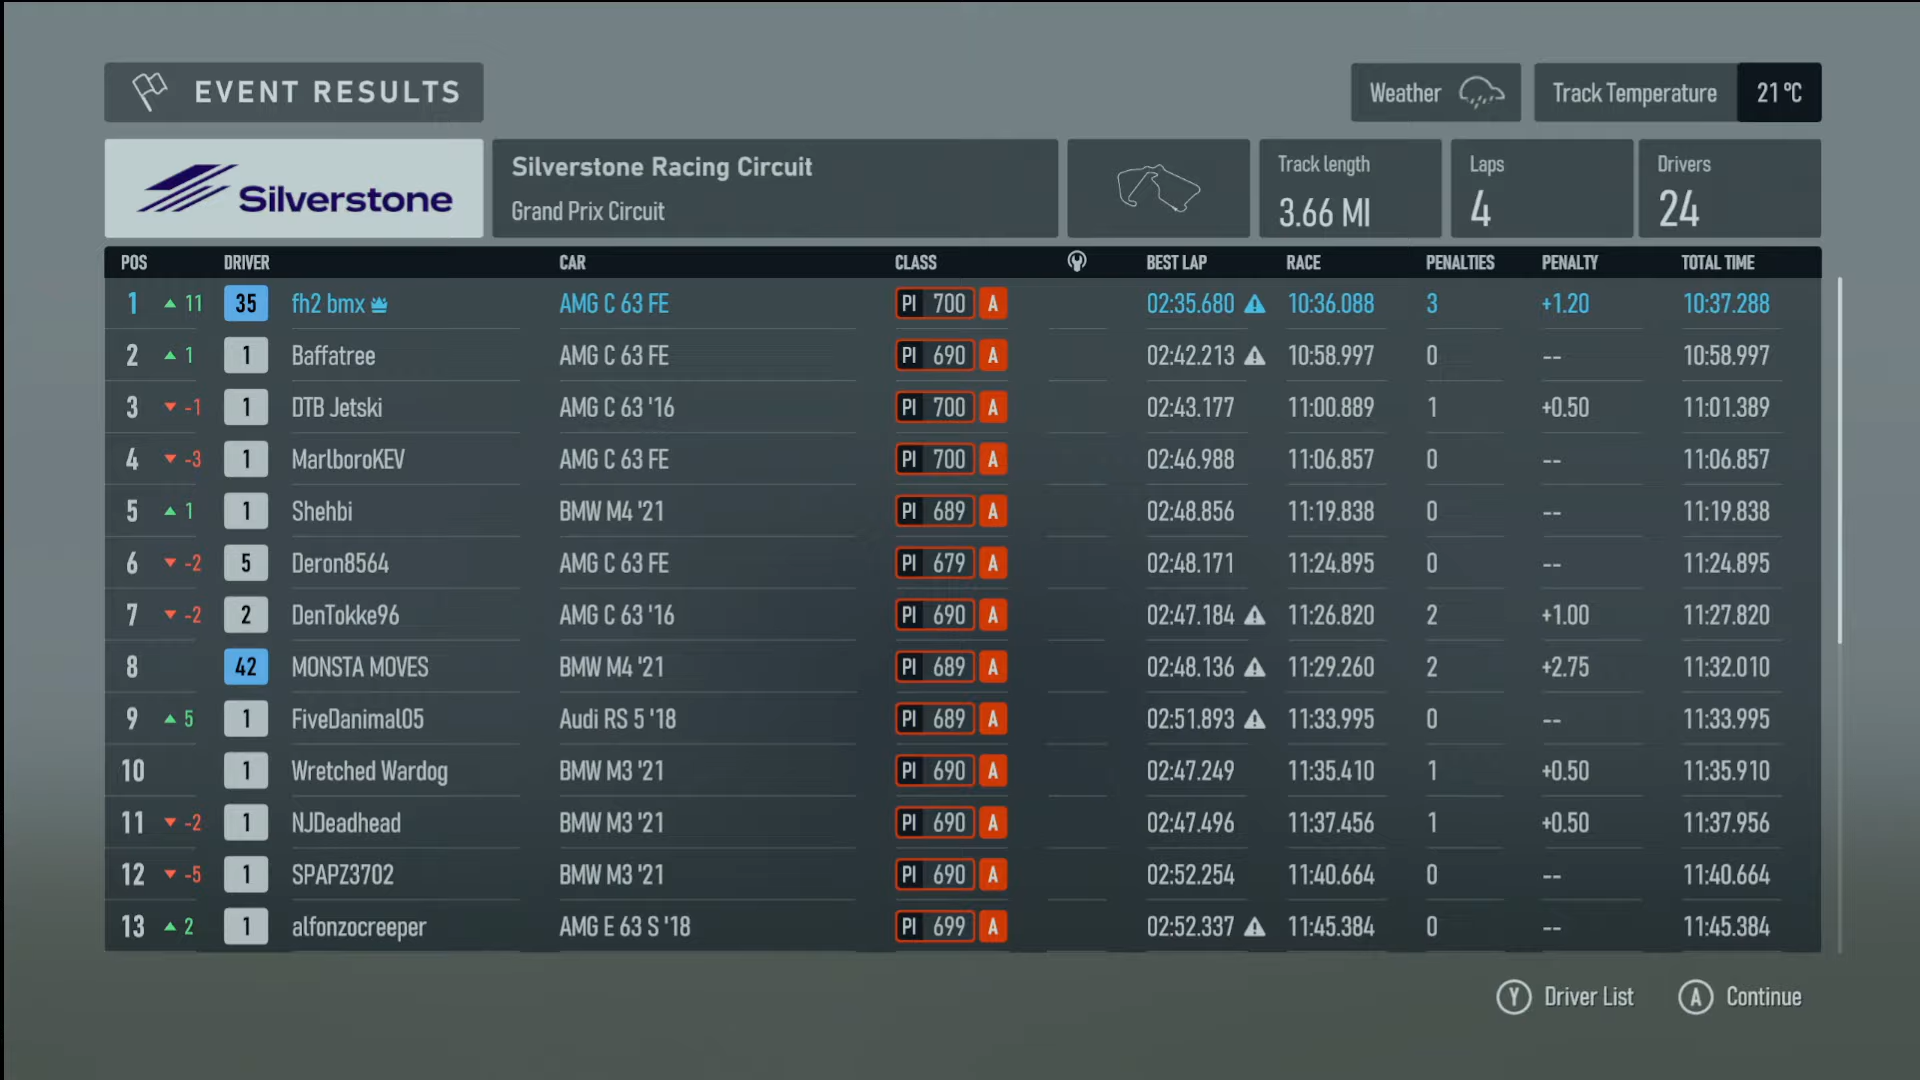 EVENT RESULTS
Weather
Track Temperature 21 °C
Silverstone
Silverstone Racing Circuit
Grand Prix Circuit
Track length
3.66 MI
Laps
4
Drivers
24
POS DRIVER CAR CLASS BEST LAP RACE PENALTIES PENALTY TOTAL TIME
1 11 35 fh2 bmx AMG C 63 FE PI 700 A 02:35.680 10:36.088 3 +1.20 10:37.288
2 1 1 Baffatree AMG C 63 FE PI 690 A 02:42.213 10:58.997 0 -- 10:58.997
3 -1 1 DTB Jetski AMG C 63 '16 PI 700 A 02:43.177 11:00.889 1 +0.50 11:01.389
4 -3 1 MarlboroKEV AMG C 63 FE PI 700 A 02:46.988 11:06.857 0 -- 11:06.857
5 1 1 Shehbi BMW M4 '21 PI 689 A 02:48.856 11:19.838 0 -- 11:19.838
6 -2 5 Deron8564 AMG C 63 FE PI 679 A 02:48.171 11:24.895 0 -- 11:24.895
7 -2 2 DenTokke96 AMG C 63 '16 PI 690 A 02:47.184 11:26.820 2 +1.00 11:27.820
8 42 MONSTA MOVES BMW M4 '21 PI 689 A 02:48.136 11:29.260 2 +2.75 11:32.010
9 5 1 FiveDanimal05 Audi RS 5 '18 PI 689 A 02:51.893 11:33.995 0 -- 11:33.995
10 1 Wretched Wardog BMW M3 '21 PI 690 A 02:47.249 11:35.410 1 +0.50 11:35.910
11 -2 1 NJDeadhead BMW M3 '21 PI 690 A 02:47.496 11:37.456 1 +0.50 11:37.956
12 -5 1 SPAPZ3702 BMW M3 '21 PI 690 A 02:52.254 11:40.664 0 -- 11:40.664
13 2 1 alfonzocreeper AMG E 63 S '18 PI 699 A 02:52.337 11:45.384 0 -- 11:45.384
Y Driver List A Continue